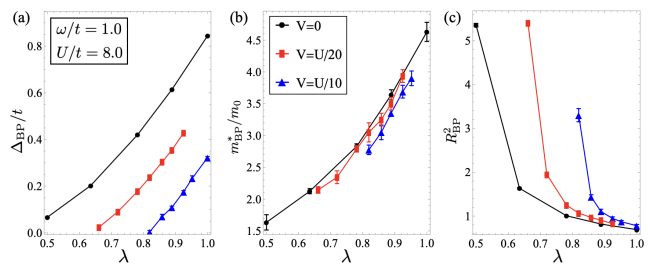 (a)
ω/t = 1.0
U/t = 8.0
Δ_BP/t
0.8
0.6
0.4
0.2
0.0
0.5 0.6 0.7 0.8 0.9 1.0
λ
(b)
V=0
V=U/20
V=U/10
m*_BP/m_0
4.5
4.0
3.5
3.0
2.5
2.0
1.5
0.5 0.6 0.7 0.8 0.9 1.0
λ
(c)
R²_BP
5
4
3
2
1
0.5 0.6 0.7 0.8 0.9 1.0
λ